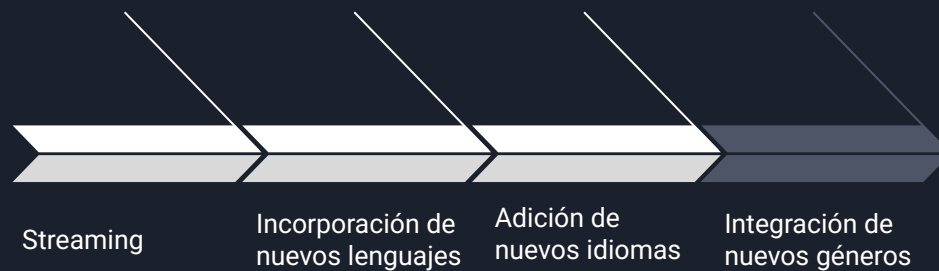 Streaming
Incorporación de
nuevos lenguajes
Adición de
nuevos idiomas
Integración de
nuevos géneros